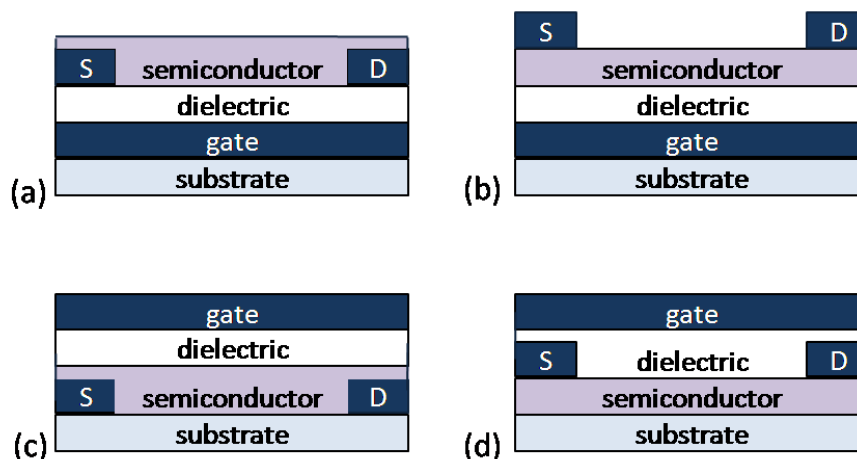 S semiconductor D
dielectric
gate
substrate
(a)
S D
semiconductor
dielectric
gate
substrate
(b)
gate
dielectric
S semiconductor D
substrate
(c)
gate
S dielectric D
semiconductor
substrate
(d)